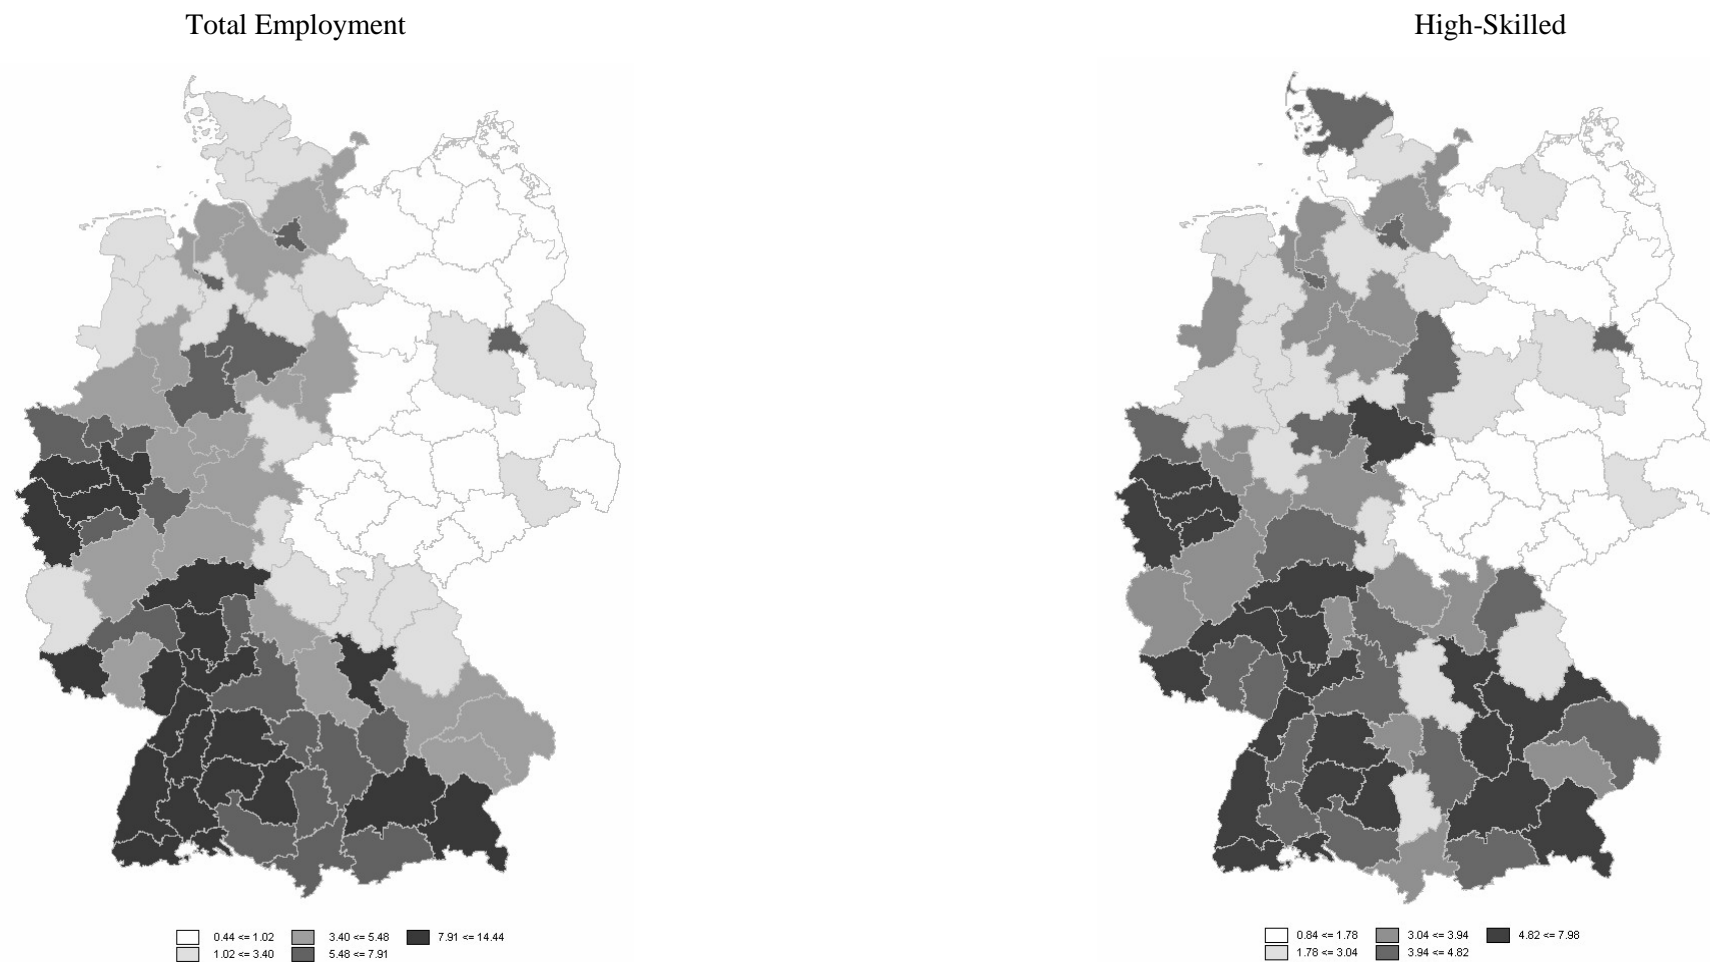 Total Employment
High-Skilled
0.44 <= 1.02
3.40 <= 5.48
7.91 <= 14.44
1.02 <= 3.40
5.48 <= 7.91
0.84 <= 1.78
3.04 <= 3.94
4.82 <= 7.98
1.78 <= 3.04
3.94 <= 4.82